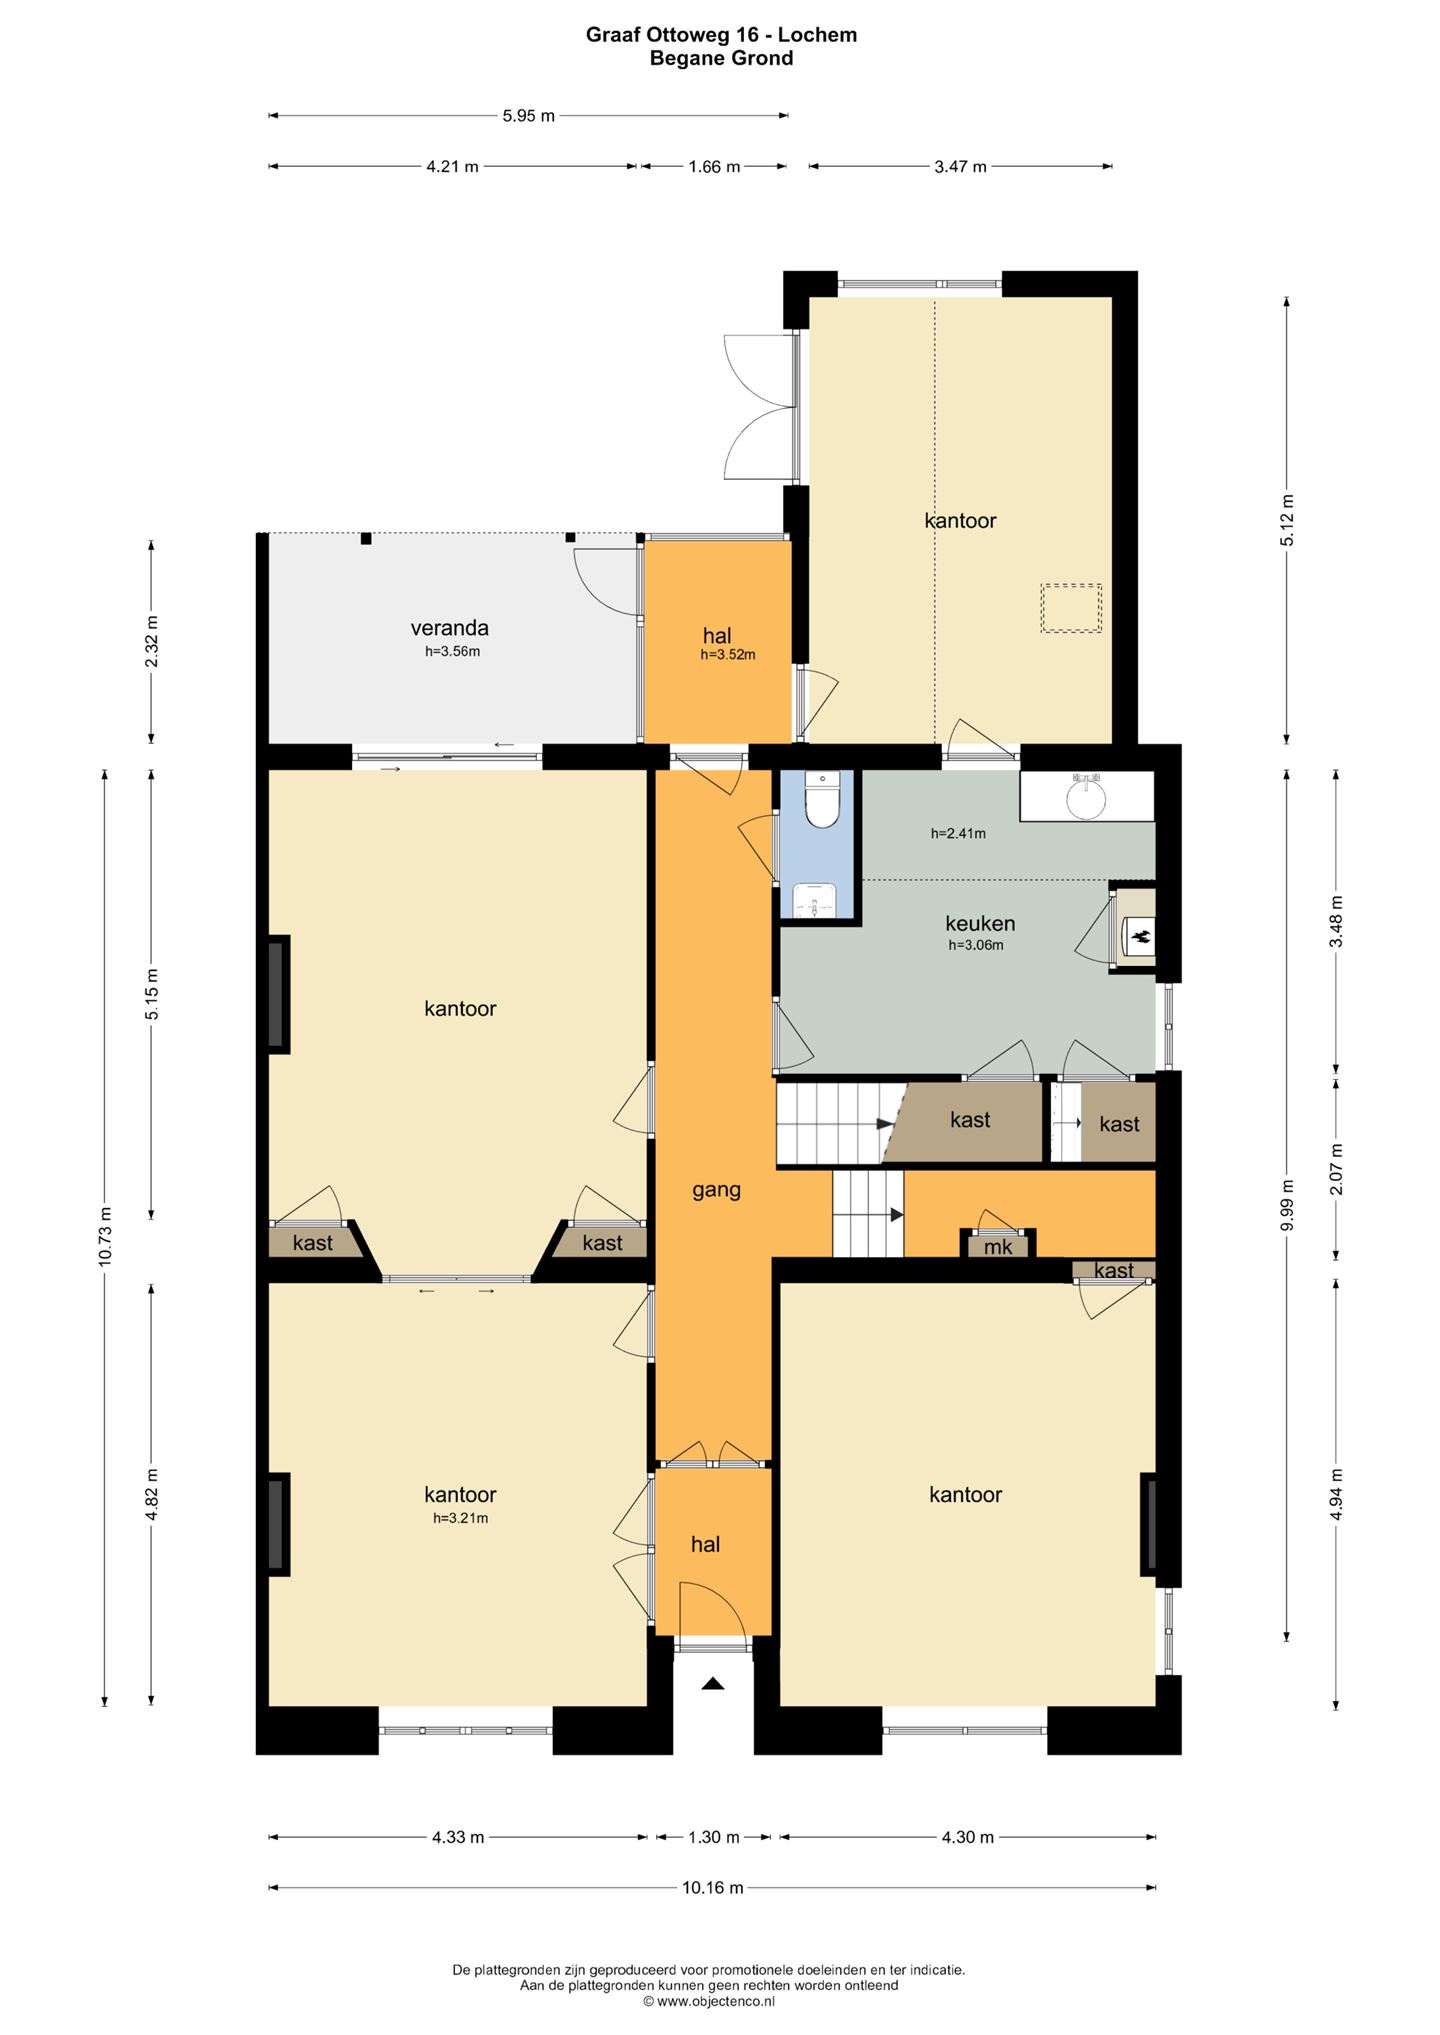 Graaf Ottoweg 16 - Lochem
Begane Grond
5.95 m
4.21 m
1.66 m
3.47 m
kantoor
5.12 m
veranda
h=3.56m
hal
h=3.52m
2.32 m
h=2.41m
keuken
h=3.06m
3.48 m
kantoor
5.15 m
10.73 m
kast
kast
2.07 m
9.99 m
gang
kast
kast
mk
kast
kantoor
h=3.21m
4.82 m
kantoor
4.94 m
hal
4.33 m
1.30 m
4.30 m
10.16 m
De plattegronden zijn geproduceerd voor promotionele doeleinden en ter indicatie.
Aan de plattegronden kunnen geen rechten worden ontleend
© www.objectenco.nl